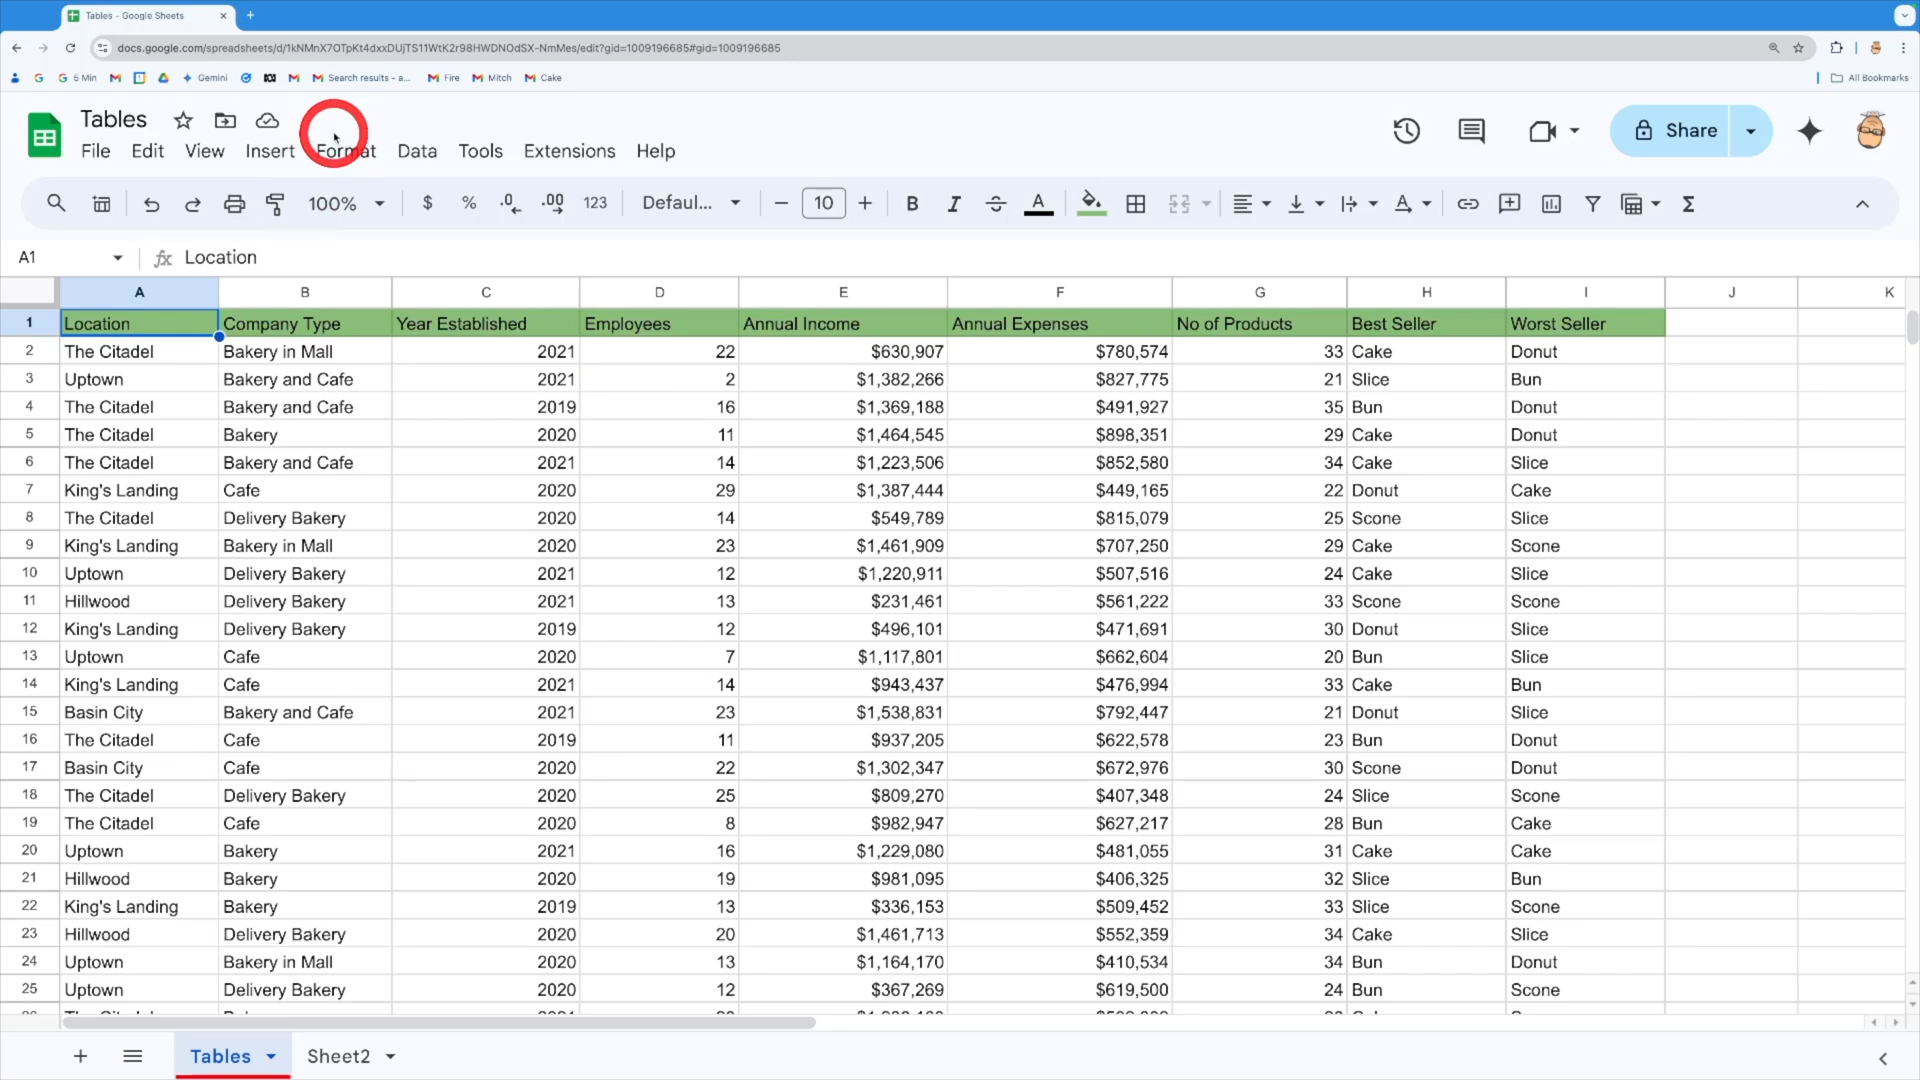 Tables - Google Sheets
docs.google.com/spreadsheets/d/1kNMnX7OTpKt4dxxDUjTS11WtK2r98HWDNOdSX-NmMes/edit?gid=1009196685#gid=1009196685
5 Min Gemini Search results - a... Fire Mitch Cake All Bookmarks
Tables
File Edit View Insert Format Data Tools Extensions Help
Share
100% $ % .0 .00 123 Defaul... 10 B I S A Σ
A1 fx Location
A B C D E F G H I J K
1 Location Company Type Year Established Employees Annual Income Annual Expenses No of Products Best Seller Worst Seller
2 The Citadel Bakery in Mall 2021 22 $630,907 $780,574 33 Cake Donut
3 Uptown Bakery and Cafe 2021 2 $1,382,266 $827,775 21 Slice Bun
4 The Citadel Bakery and Cafe 2019 16 $1,369,188 $491,927 35 Bun Donut
5 The Citadel Bakery 2020 11 $1,464,545 $898,351 29 Cake Donut
6 The Citadel Bakery and Cafe 2021 14 $1,223,506 $852,580 34 Cake Slice
7 King's Landing Cafe 2020 29 $1,387,444 $449,165 22 Donut Cake
8 The Citadel Delivery Bakery 2020 14 $549,789 $815,079 25 Scone Slice
9 King's Landing Bakery in Mall 2020 23 $1,461,909 $707,250 29 Cake Scone
10 Uptown Delivery Bakery 2021 12 $1,220,911 $507,516 24 Cake Slice
11 Hillwood Delivery Bakery 2021 13 $231,461 $561,222 33 Scone Scone
12 King's Landing Delivery Bakery 2019 12 $496,101 $471,691 30 Donut Slice
13 Uptown Cafe 2020 7 $1,117,801 $662,604 20 Bun Slice
14 King's Landing Cafe 2021 14 $943,437 $476,994 33 Cake Bun
15 Basin City Bakery and Cafe 2021 23 $1,538,831 $792,447 21 Donut Slice
16 The Citadel Cafe 2019 11 $937,205 $622,578 23 Bun Donut
17 Basin City Cafe 2020 22 $1,302,347 $672,976 30 Scone Donut
18 The Citadel Delivery Bakery 2020 25 $809,270 $407,348 24 Slice Scone
19 The Citadel Cafe 2020 8 $982,947 $627,217 28 Bun Cake
20 Uptown Bakery 2021 16 $1,229,080 $481,055 31 Cake Cake
21 Hillwood Bakery 2020 19 $981,095 $406,325 32 Slice Bun
22 King's Landing Bakery 2019 13 $336,153 $509,452 33 Slice Scone
23 Hillwood Delivery Bakery 2020 20 $1,461,713 $552,359 34 Cake Slice
24 Uptown Bakery in Mall 2020 13 $1,164,170 $410,534 34 Bun Donut
25 Uptown Delivery Bakery 2020 12 $367,269 $619,500 24 Bun Scone
Tables Sheet2